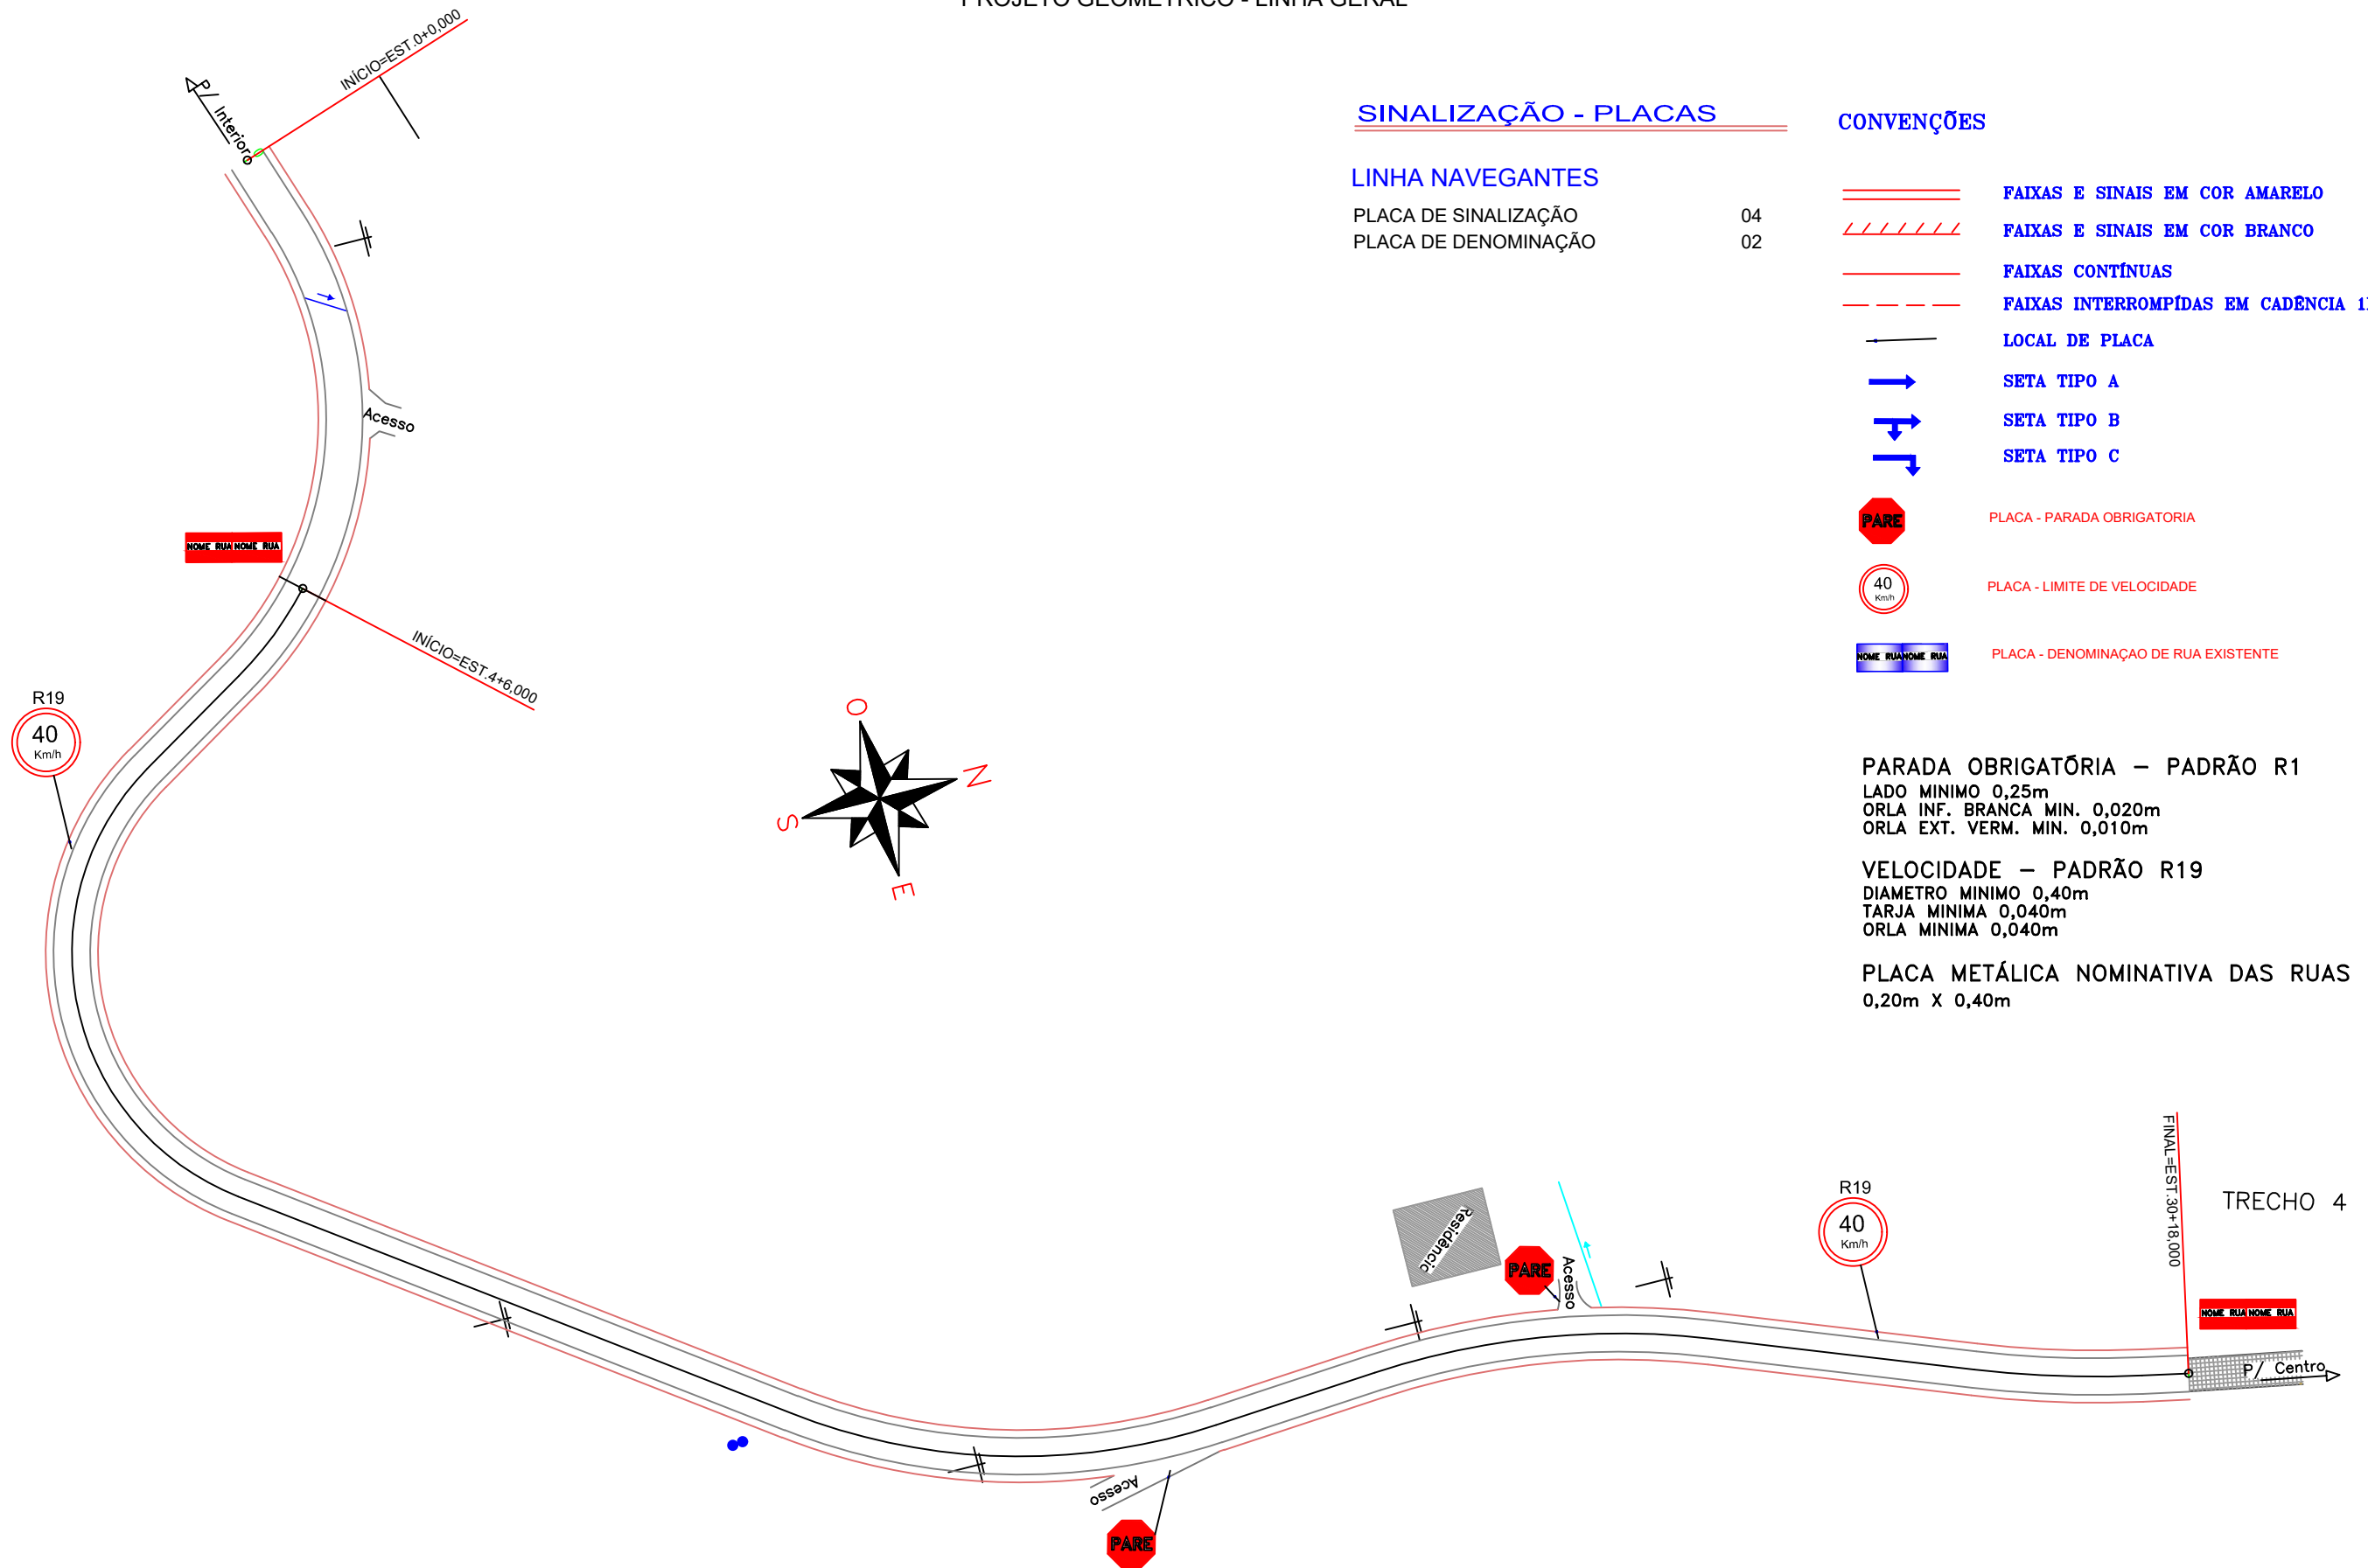 PROJETO GEOMÉTRICO - LINHA GERAL
INÍCIO=EST.0+0,000
P/ Interior
SINALIZAÇÃO - PLACAS
LINHA NAVEGANTES
PLACA DE SINALIZAÇÃO 04
PLACA DE DENOMINAÇÃO 02
CONVENÇÕES
FAIXAS E SINAIS EM COR AMARELO
FAIXAS E SINAIS EM COR BRANCO
FAIXAS CONTÍNUAS
FAIXAS INTERROMPÍDAS EM CADÊNCIA
LOCAL DE PLACA
SETA TIPO A
SETA TIPO B
SETA TIPO C
PARE
PLACA - PARADA OBRIGATORIA
40
Km/h
PLACA - LIMITE DE VELOCIDADE
NOME RUA NOME RUA
PLACA - DENOMINAÇAO DE RUA EXISTENTE
Acesso
NOME RUA NOME RUA
INÍCIO=EST.4+6,000
R19
40
Km/h
O
N
S
E
PARADA OBRIGATÓRIA - PADRÃO R1
LADO MINIMO 0,25m
ORLA INF. BRANCA MIN. 0,020m
ORLA EXT. VERM. MIN. 0,010m
VELOCIDADE - PADRÃO R19
DIAMETRO MINIMO 0,40m
TARJA MINIMA 0,040m
ORLA MINIMA 0,040m
PLACA METÁLICA NOMINATIVA DAS RUAS
0,20m X 0,40m
FINAL=EST.30+18,000
TRECHO 4
R19
40
Km/h
Residência
PARE
Acesso
NOME RUA NOME RUA
P/ Centro
Acesso
PARE